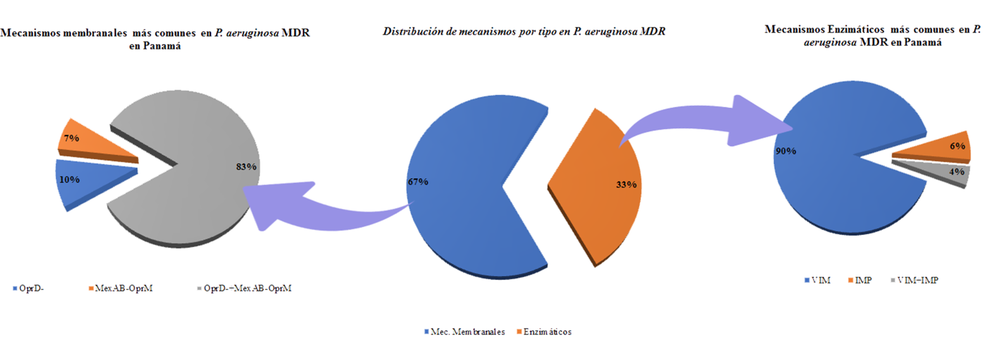 Mecanismos membranales más comunes en P. aeruginosa MDR
en Panamá
7%
10%
83%
OprD-
MexAB-OprM
OprD-+MexAB-OprM
Distribución de mecanismos por tipo en P. aeruginosa MDR
67%
33%
Mec. Membranales
Enzimáticos
Mecanismos Enzimáticos más comunes en P.
aeruginosa MDR en Panamá
90%
6%
4%
VIM
IMP
VIM+IMP